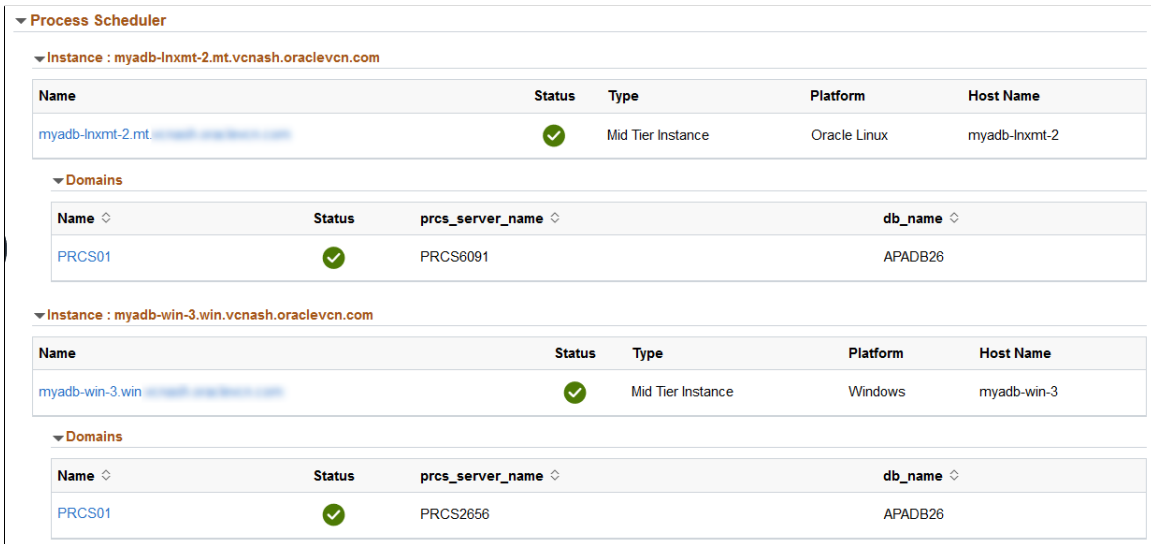 Process Scheduler
Instance : myadb-lnxmt-2.mt.vcnash.oraclevcn.com
Name Status Type Platform Host Name
myadb-lnxmt-2.mt. Mid Tier Instance Oracle Linux myadb-lnxmt-2
Domains
Name Status prcs_server_name db_name
PRCS01 PRCS6091 APADB26
Instance : myadb-win-3.win.vcnash.oraclevcn.com
Name Status Type Platform Host Name
myadb-win-3.win Mid Tier Instance Windows myadb-win-3
Domains
Name Status prcs_server_name db_name
PRCS01 PRCS2656 APADB26